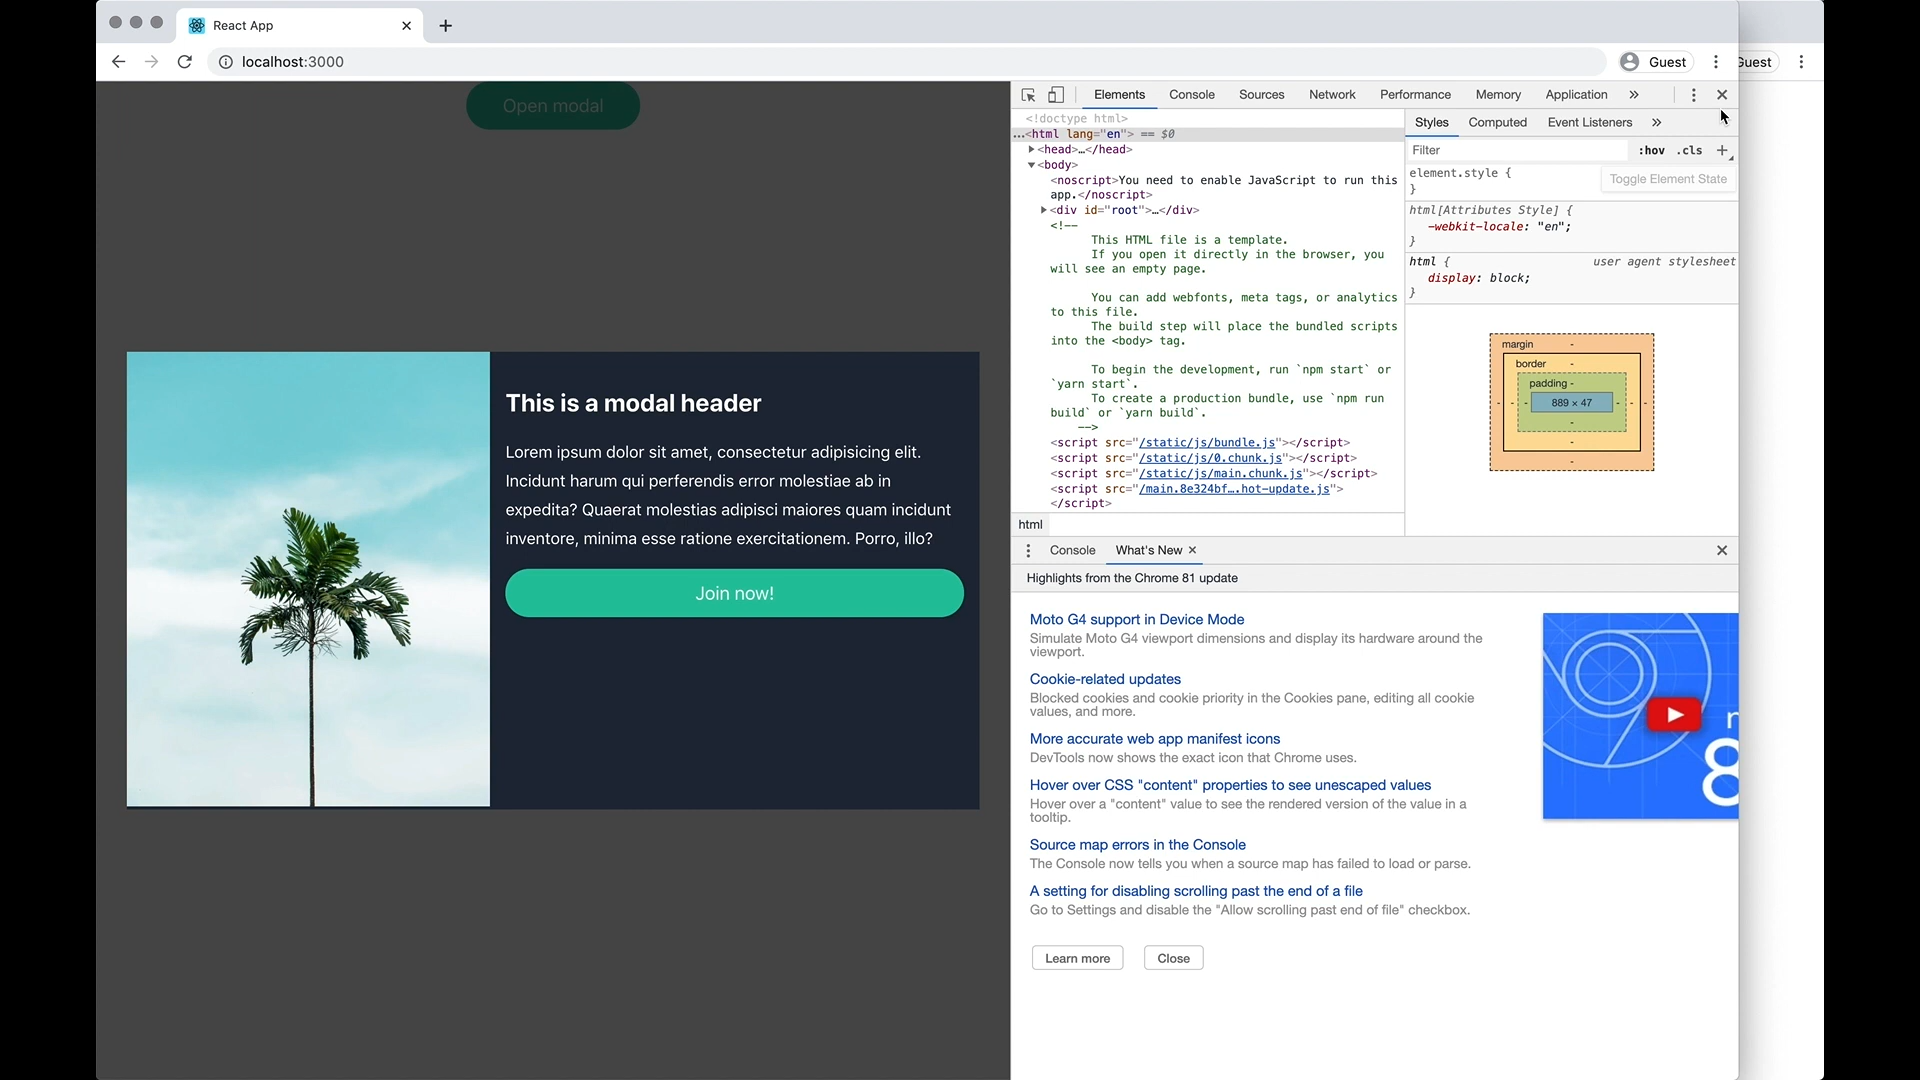 React App
localhost:3000
Guest
Guest
Open modal
This is a modal header
Lorem ipsum dolor sit amet, consectetur adipisicing elit.
Incidunt harum qui perferendis error molestiae ab in
expedita? Quaerat molestias adipisci maiores quam incidunt
inventore, minima esse ratione exercitationem. Porro, illo?
Join now!
Elements Console Sources Network Performance Memory Application »
<!doctype html>
…<html lang="en"> == $0
<head>…</head>
<body>
<noscript>You need to enable JavaScript to run this
app.</noscript>
<div id="root">…</div>
<!--
This HTML file is a template.
If you open it directly in the browser, you
will see an empty page.
You can add webfonts, meta tags, or analytics
to this file.
The build step will place the bundled scripts
into the <body> tag.
To begin the development, run `npm start` or
`yarn start`.
To create a production bundle, use `npm run
build` or `yarn build`.
-->
<script src="/static/js/bundle.js"></script>
<script src="/static/js/0.chunk.js"></script>
<script src="/static/js/main.chunk.js"></script>
<script src="/main.8e324bf….hot-update.js">
</script>
html
Styles Computed Event Listeners »
Filter :hov .cls +
element.style {
}
Toggle Element State
html[Attributes Style] {
-webkit-locale: "en";
}
html { user agent stylesheet
display: block;
}
margin -
border -
padding -
- - - 889 × 47 - - -
-
-
-
Console What's New ×
Highlights from the Chrome 81 update
Moto G4 support in Device Mode
Simulate Moto G4 viewport dimensions and display its hardware around the
viewport.
Cookie-related updates
Blocked cookies and cookie priority in the Cookies pane, editing all cookie
values, and more.
More accurate web app manifest icons
DevTools now shows the exact icon that Chrome uses.
Hover over CSS "content" properties to see unescaped values
Hover over a "content" value to see the rendered version of the value in a
tooltip.
Source map errors in the Console
The Console now tells you when a source map has failed to load or parse.
A setting for disabling scrolling past the end of a file
Go to Settings and disable the "Allow scrolling past end of file" checkbox.
Learn more Close
8